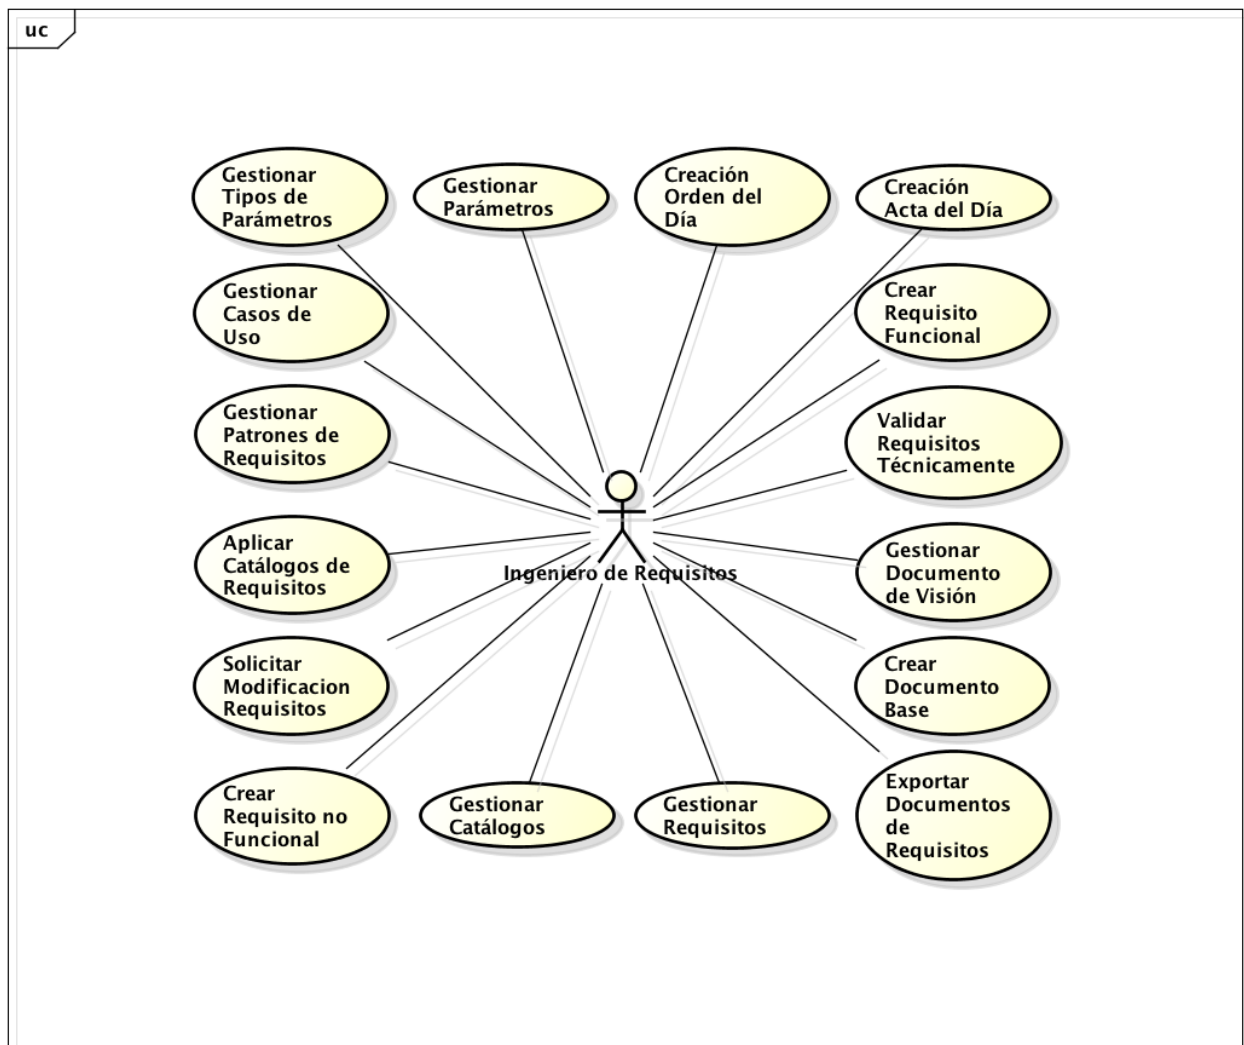 uc
Gestionar
Tipos de
Parámetros
Gestionar
Parámetros
Creación
Orden del
Día
Creación
Acta del Día
Gestionar
Casos de
Uso
Crear
Requisito
Funcional
Gestionar
Patrones de
Requisitos
Validar
Requisitos
Técnicamente
Aplicar
Catálogos de
Requisitos
Ingeniero de Requisitos
Gestionar
Documento
de Visión
Solicitar
Modificacion
Requisitos
Crear
Documento
Base
Crear
Requisito no
Funcional
Gestionar
Catálogos
Gestionar
Requisitos
Exportar
Documentos
de
Requisitos